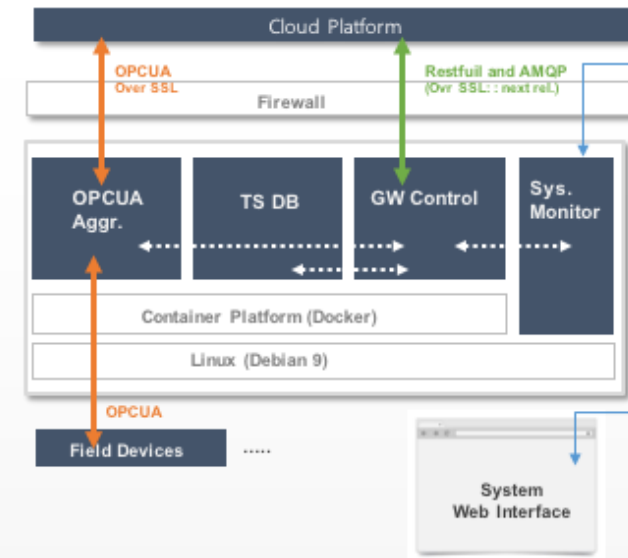 Cloud Platform
OPCUA
Over SSL
Restfuil and AMQP
(Ovr SSL: : next rel.)
Firewall
OPCUA
Aggr.
TS DB
GW Control
Sys.
Monitor
Container Platform (Docker)
Linux (Debian 9)
OPCUA
Field Devices
.....
System
Web Interface